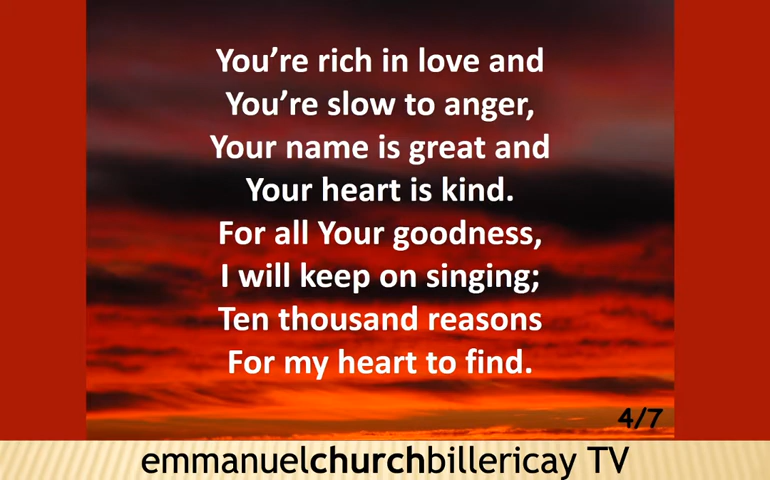 You’re rich in love and
You’re slow to anger,
Your name is great and
Your heart is kind.
For all Your goodness,
I will keep on singing;
Ten thousand reasons
For my heart to find.
4/7
emmanuelchurchbillericay TV